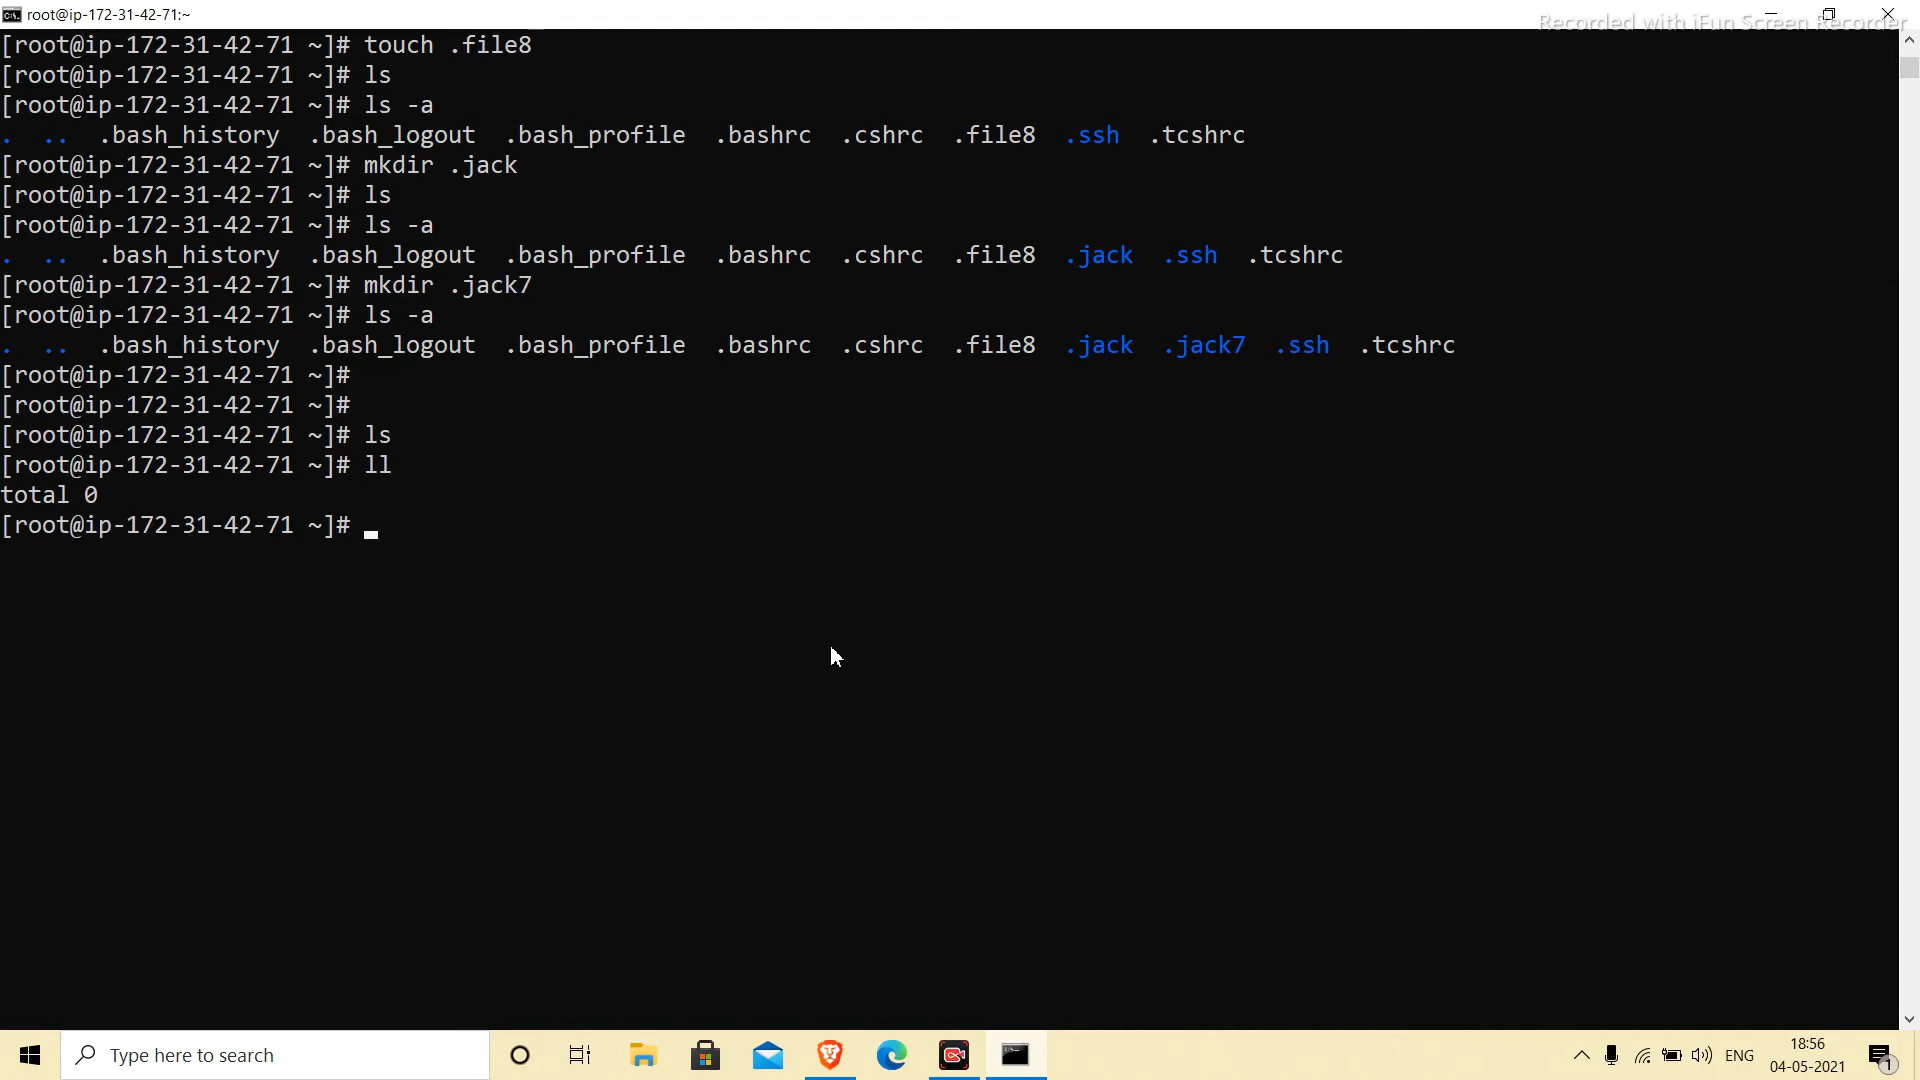 root@ip-172-31-42-71:~
Recorded with iFun Screen Recorder
[root@ip-172-31-42-71 ~]# touch .file8
[root@ip-172-31-42-71 ~]# ls
[root@ip-172-31-42-71 ~]# ls -a
.  ..  .bash_history  .bash_logout  .bash_profile  .bashrc  .cshrc  .file8  .ssh  .tcshrc
[root@ip-172-31-42-71 ~]# mkdir .jack
[root@ip-172-31-42-71 ~]# ls
[root@ip-172-31-42-71 ~]# ls -a
.  ..  .bash_history  .bash_logout  .bash_profile  .bashrc  .cshrc  .file8  .jack  .ssh  .tcshrc
[root@ip-172-31-42-71 ~]# mkdir .jack7
[root@ip-172-31-42-71 ~]# ls -a
.  ..  .bash_history  .bash_logout  .bash_profile  .bashrc  .cshrc  .file8  .jack  .jack7  .ssh  .tcshrc
[root@ip-172-31-42-71 ~]#
[root@ip-172-31-42-71 ~]#
[root@ip-172-31-42-71 ~]# ls
[root@ip-172-31-42-71 ~]# ll
total 0
[root@ip-172-31-42-71 ~]#
Type here to search
ENG
18:56
04-05-2021
1